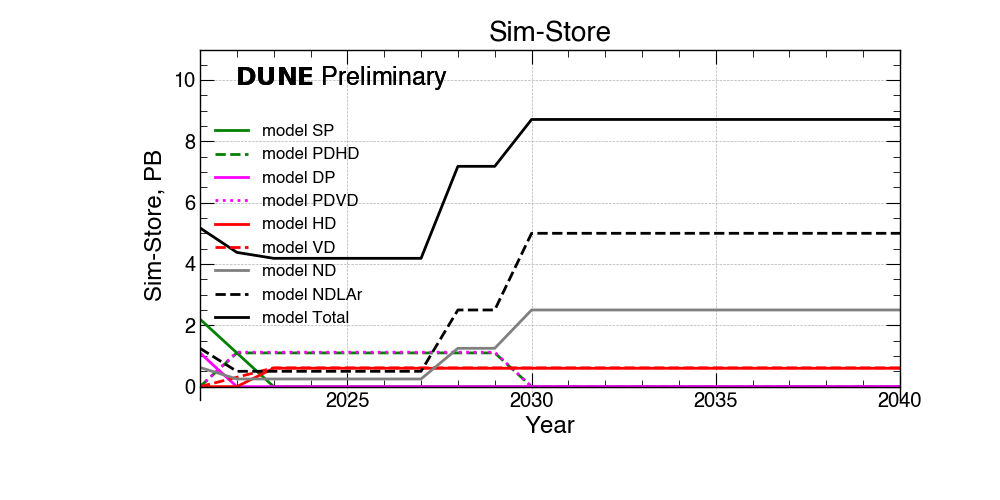 Sim-Store
DUNE Preliminary
10
8
6
4
2
0
Sim-Store, PB
model SP
model PDHD
model DP
model PDVD
model HD
model VD
model ND
model NDLAr
model Total
2025 2030 2035 2040
Year